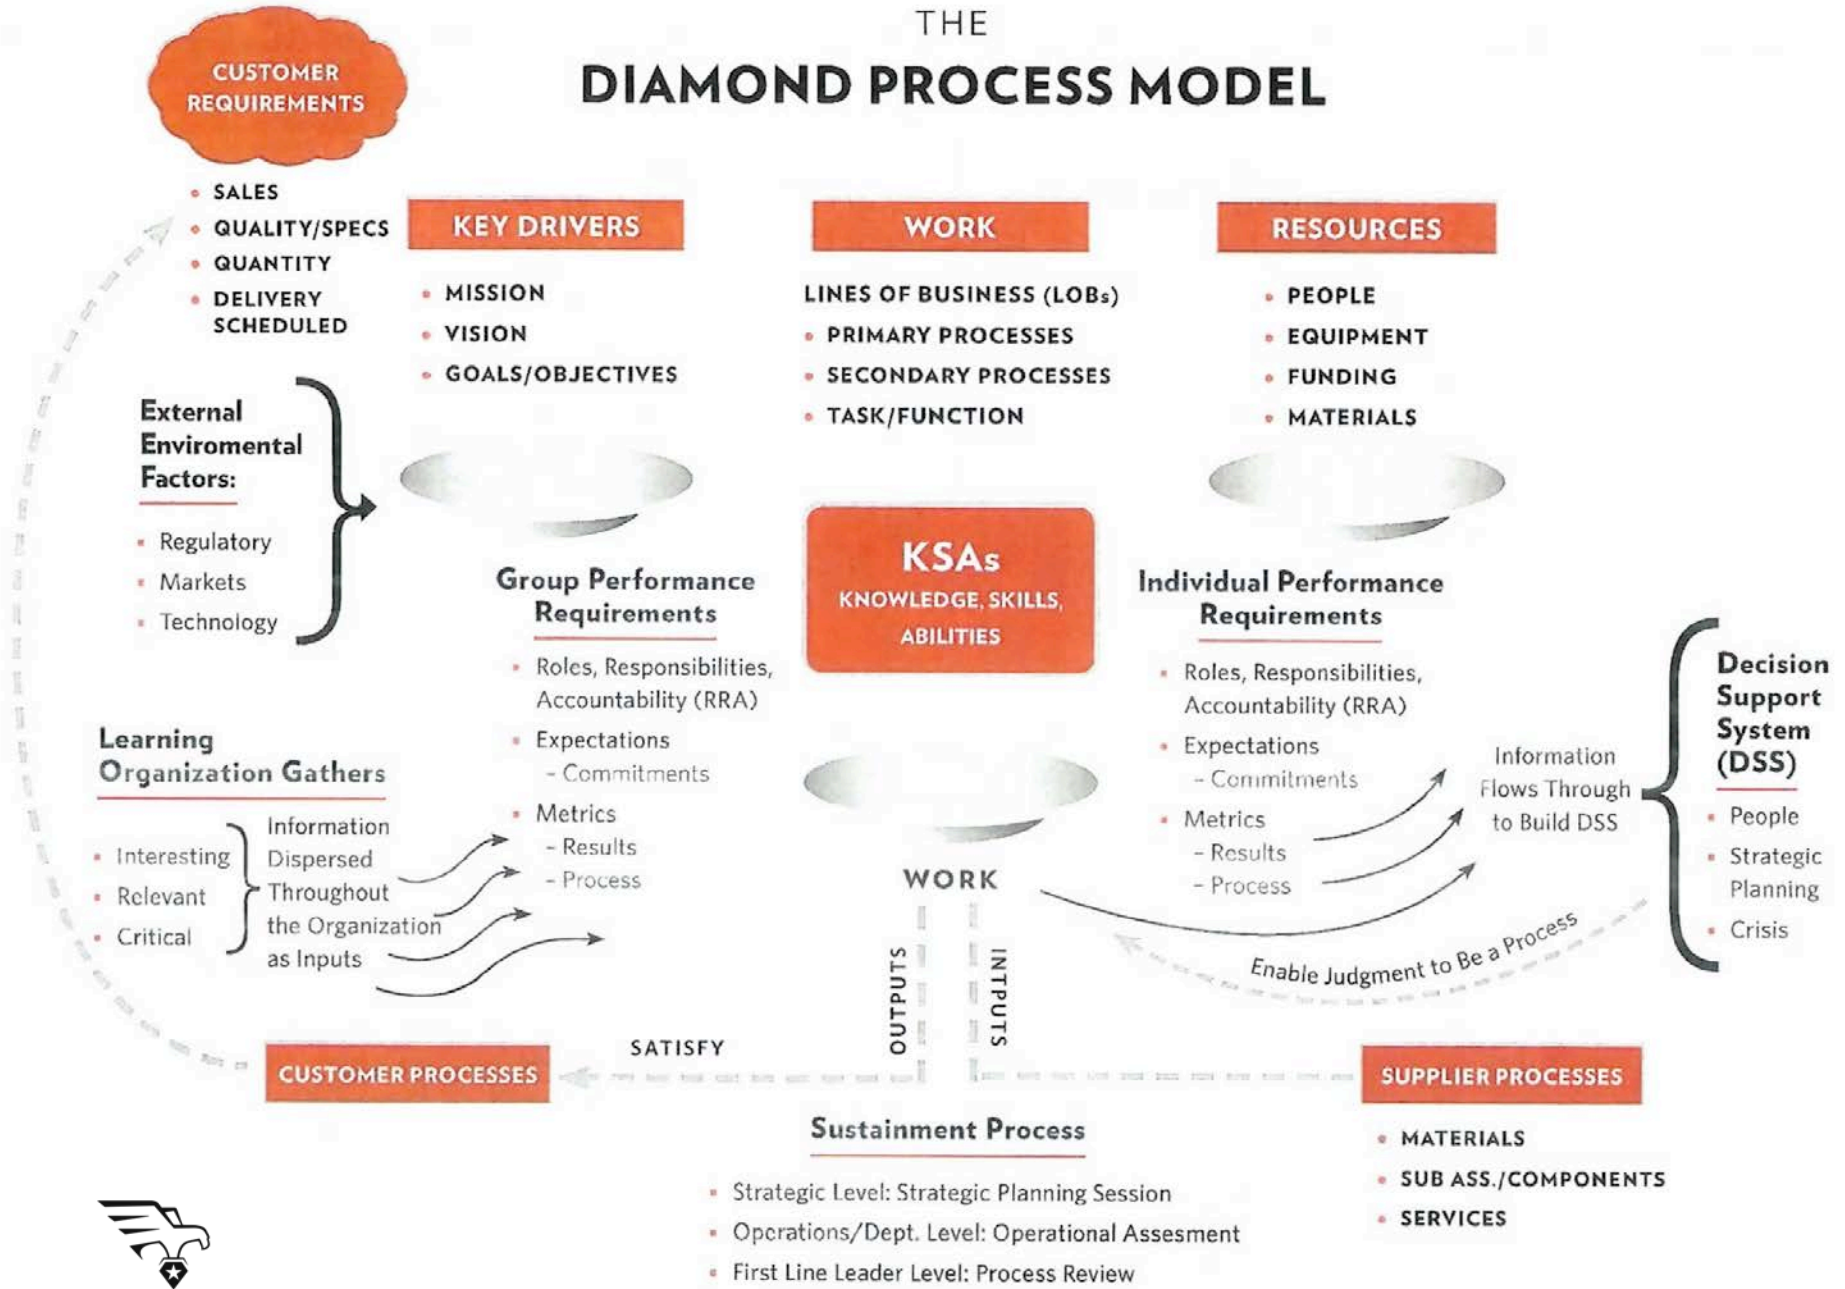 THE
DIAMOND PROCESS MODEL
CUSTOMER
REQUIREMENTS
SALES
QUALITY/SPECS
QUANTITY
DELIVERY
SCHEDULED
KEY DRIVERS
MISSION
VISION
GOALS/OBJECTIVES
WORK
LINES OF BUSINESS (LOBs)
PRIMARY PROCESSES
SECONDARY PROCESSES
TASK/FUNCTION
RESOURCES
PEOPLE
EQUIPMENT
FUNDING
MATERIALS
External
Enviromental
Factors:
Regulatory
Markets
Technology
Group Performance
Requirements
Roles, Responsibilities,
Accountability (RRA)
Expectations
- Commitments
Metrics
- Results
- Process
KSAs
KNOWLEDGE, SKILLS,
ABILITIES
Individual Performance
Requirements
Roles, Responsibilities,
Accountability (RRA)
Expectations
- Commitments
Metrics
- Results
- Process
Information
Flows Through
to Build DSS
Decision
Support
System
(DSS)
People
Strategic
Planning
Crisis
Learning
Organization Gathers
Interesting
Relevant
Critical
Information
Dispersed
Throughout
the Organization
as Inputs
WORK
OUTPUTS
INTPUTS
Enable Judgment to Be a Process
CUSTOMER PROCESSES
SATISFY
SUPPLIER PROCESSES
MATERIALS
SUB ASS./COMPONENTS
SERVICES
Sustainment Process
Strategic Level: Strategic Planning Session
Operations/Dept. Level: Operational Assesment
First Line Leader Level: Process Review